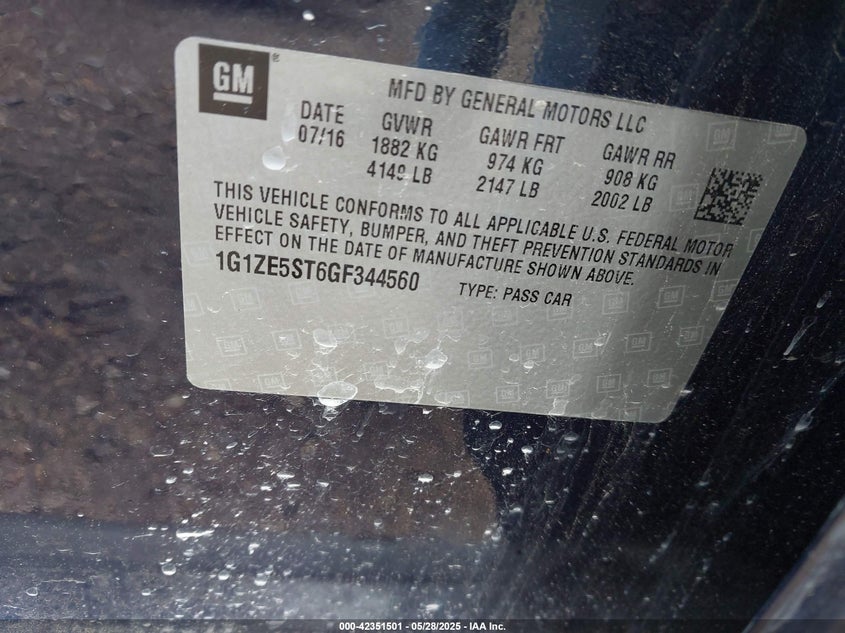 GM ®
MFD BY GENERAL MOTORS LLC
DATE GVWR GAWR FRT GAWR RR
07/16 1882 KG 974 KG 908 KG
4149 LB 2147 LB 2002 LB
THIS VEHICLE CONFORMS TO ALL APPLICABLE U.S. FEDERAL MOTOR
VEHICLE SAFETY, BUMPER, AND THEFT PREVENTION STANDARDS IN
EFFECT ON THE DATE OF MANUFACTURE SHOWN ABOVE.
1G1ZE5ST6GF344560 TYPE: PASS CAR
000-42351501 - 05/28/2025 - IAA Inc.